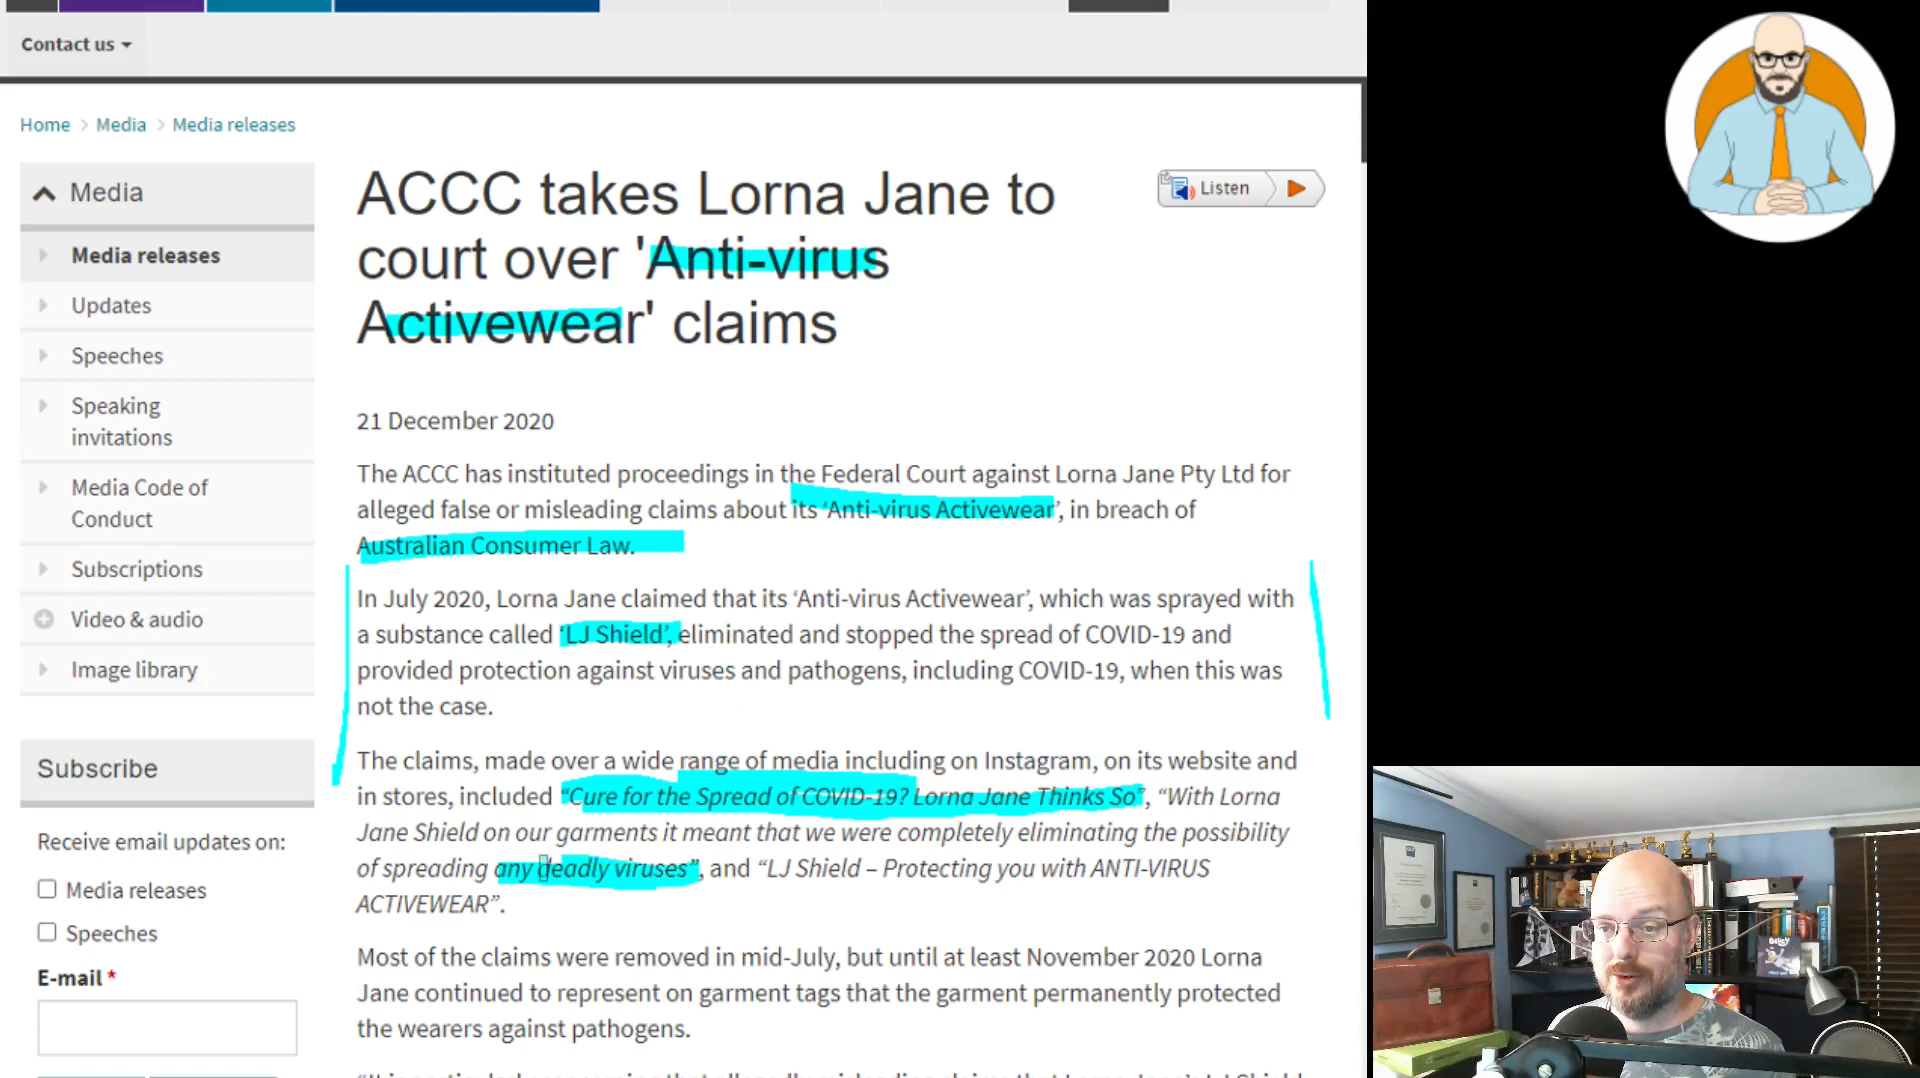 Contact us
Home > Media > Media releases
Media
Media releases
Updates
Speeches
Speaking
invitations
Media Code of
Conduct
Subscriptions
Video & audio
Image library
Subscribe
Receive email updates on:
Media releases
Speeches
E-mail *
ACCC takes Lorna Jane to
court over 'Anti-virus
Activewear' claims
Listen
21 December 2020
The ACCC has instituted proceedings in the Federal Court against Lorna Jane Pty Ltd for
alleged false or misleading claims about its ‘Anti-virus Activewear’, in breach of
Australian Consumer Law.
In July 2020, Lorna Jane claimed that its ‘Anti-virus Activewear’, which was sprayed with
a substance called ‘LJ Shield’, eliminated and stopped the spread of COVID-19 and
provided protection against viruses and pathogens, including COVID-19, when this was
not the case.
The claims, made over a wide range of media including on Instagram, on its website and
in stores, included “Cure for the Spread of COVID-19? Lorna Jane Thinks So”, “With Lorna
Jane Shield on our garments it meant that we were completely eliminating the possibility
of spreading any deadly viruses”, and “LJ Shield – Protecting you with ANTI-VIRUS
ACTIVEWEAR”.
Most of the claims were removed in mid-July, but until at least November 2020 Lorna
Jane continued to represent on garment tags that the garment permanently protected
the wearers against pathogens.